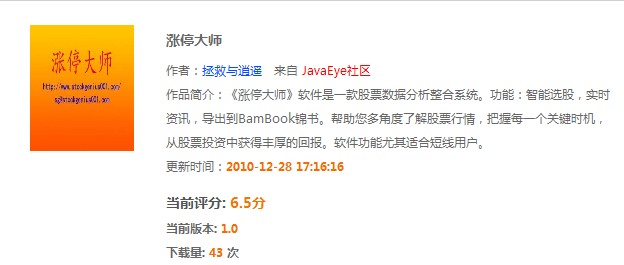 涨停大师
http://www.stockgenius001.com/
sg@stockgenius001.com
涨停大师
作者：拯救与逍遥 来自 JavaEye社区
作品简介：《涨停大师》软件是一款股票数据分析整合系统。功能：智能选股，实时
资讯，导出到BamBook锦书。帮助您多角度了解股票行情，把握每一个关键时机，
从股票投资中获得丰厚的回报。软件功能尤其适合短线用户。
更新时间：2010-12-28 17:16:16
当前评分: 6.5分
当前版本: 1.0
下载量: 43 次